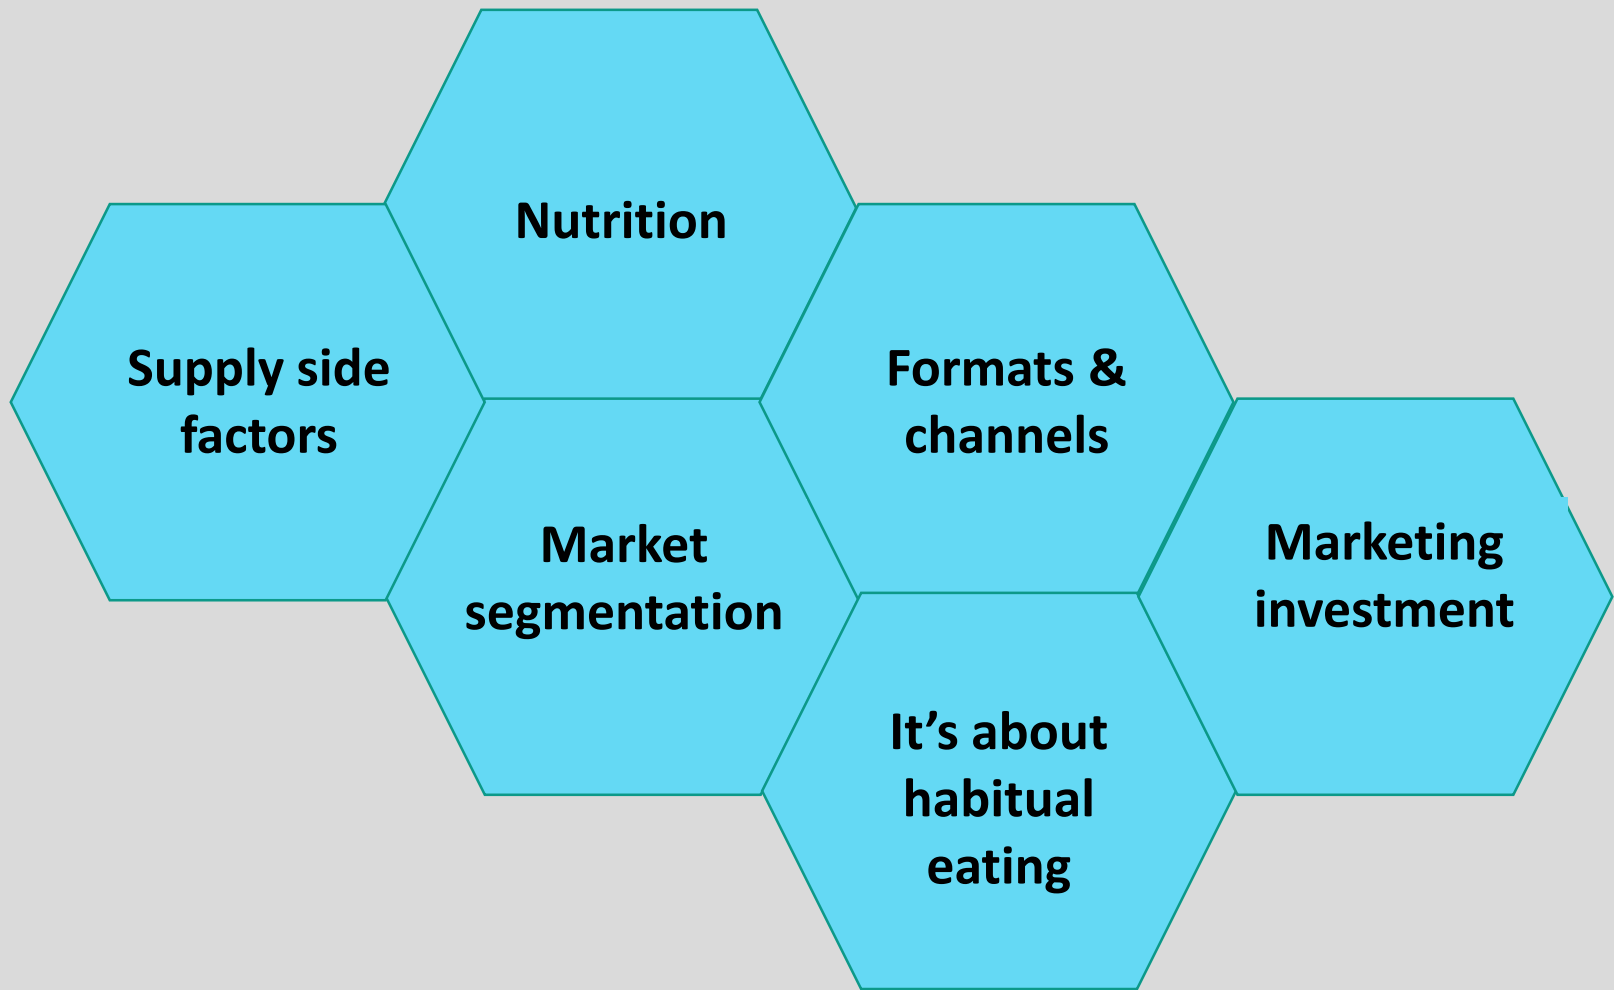 Nutrition
Supply side
factors
Formats &
channels
Market
segmentation
Marketing
investment
It’s about
habitual
eating